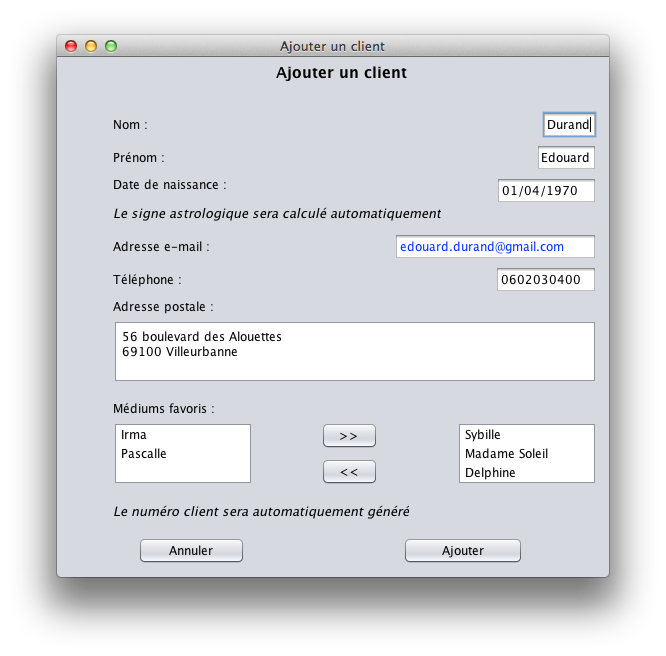 Ajouter un client
Ajouter un client
Nom : Durand
Prénom : Edouard
Date de naissance : 01/04/1970
Le signe astrologique sera calculé automatiquement
Adresse e-mail : edouard.durand@gmail.com
Téléphone : 0602030400
Adresse postale :
56 boulevard des Alouettes
69100 Villeurbanne
Médiums favoris :
Irma >> Sybille
Pascalle Madame Soleil
<< Delphine
Le numéro client sera automatiquement généré
Annuler Ajouter